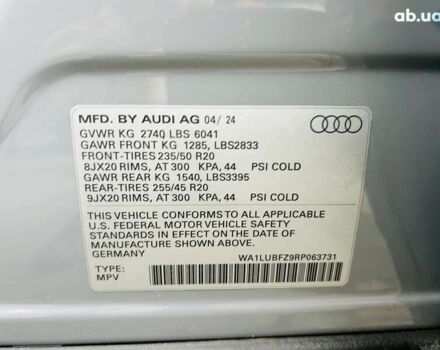 ab.ua
MFD. BY AUDI AG 04/ 24
GVWR KG 2740 LBS 6041
GAWR FRONT KG 1285, LBS2833
FRONT-TIRES 235/50 R20
8JX20 RIMS, AT 300 KPA, 44 PSI COLD
GAWR REAR KG 1540, LBS3395
REAR-TIRES 255/45 R20
9JX20 RIMS, AT 300 KPA, 44 PSI COLD
THIS VEHICLE CONFORMS TO ALL APPLICABLE
U.S. FEDERAL MOTOR VEHICLE SAFETY
STANDARDS IN EFFECT ON THE DATE OF
MANUFACTURE SHOWN ABOVE.
GERMANY
TYPE:
MPV
WA1LUBFZ9RP063731